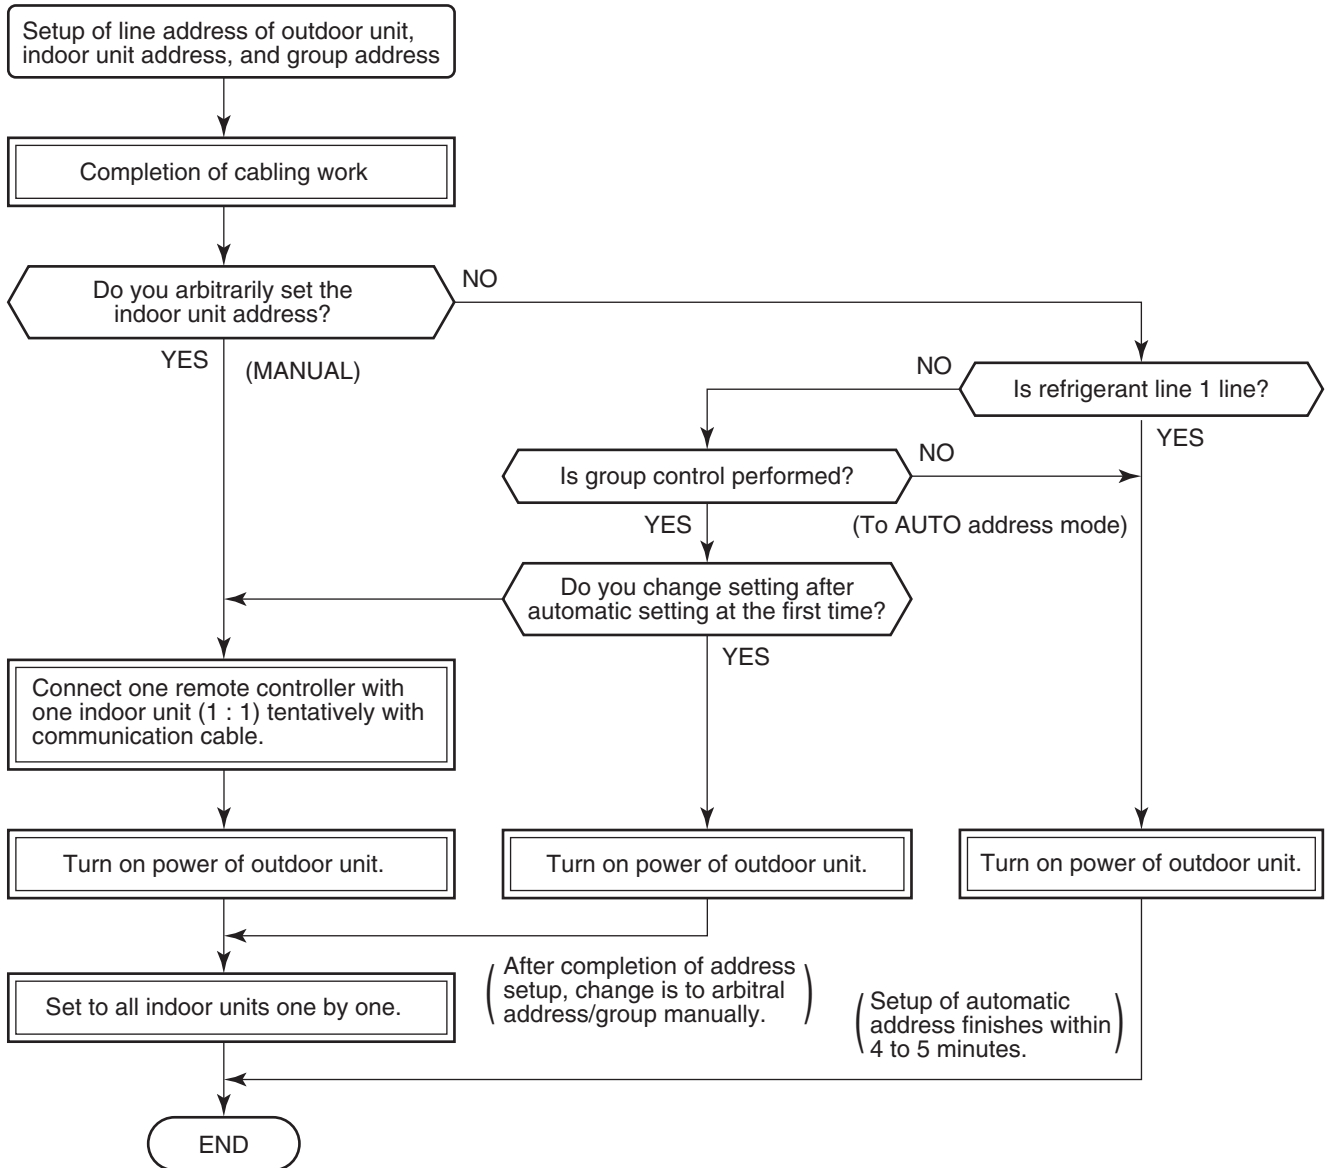 Setup of line address of outdoor unit,
indoor unit address, and group address
Completion of cabling work
Do you arbitrarily set the
indoor unit address?
NO
YES
(MANUAL)
Is refrigerant line 1 line?
NO
YES
Is group control performed?
NO
YES
(To AUTO address mode)
Do you change setting after
automatic setting at the first time?
YES
Connect one remote controller with
one indoor unit (1 : 1) tentatively with
communication cable.
Turn on power of outdoor unit.
Turn on power of outdoor unit.
Turn on power of outdoor unit.
Set to all indoor units one by one.
(After completion of address
setup, change is to arbitral
address/group manually.)
(Setup of automatic
address finishes within
4 to 5 minutes.)
END